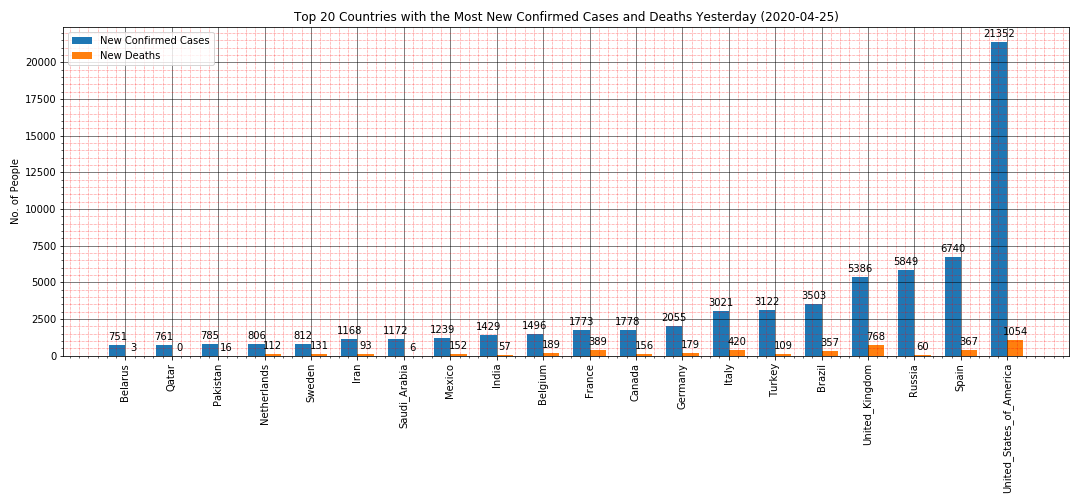 Top 20 Countries with the Most New Confirmed Cases and Deaths Yesterday (2020-04-25)
New Confirmed Cases
New Deaths
No. of People
20000
17500
15000
12500
10000
7500
5000
2500
0
751 3
761 0
785 16
806 112
812 131
1168 93
1172 6
1239 152
1429 57
1496 189
1773 389
1778 156
2055 179
3021 420
3122 109
3503 357
5386 768
5849 60
6740 367
21352 1054
Belarus
Qatar
Pakistan
Netherlands
Sweden
Iran
Saudi_Arabia
Mexico
India
Belgium
France
Canada
Germany
Italy
Turkey
Brazil
United_Kingdom
Russia
Spain
United_States_of_America